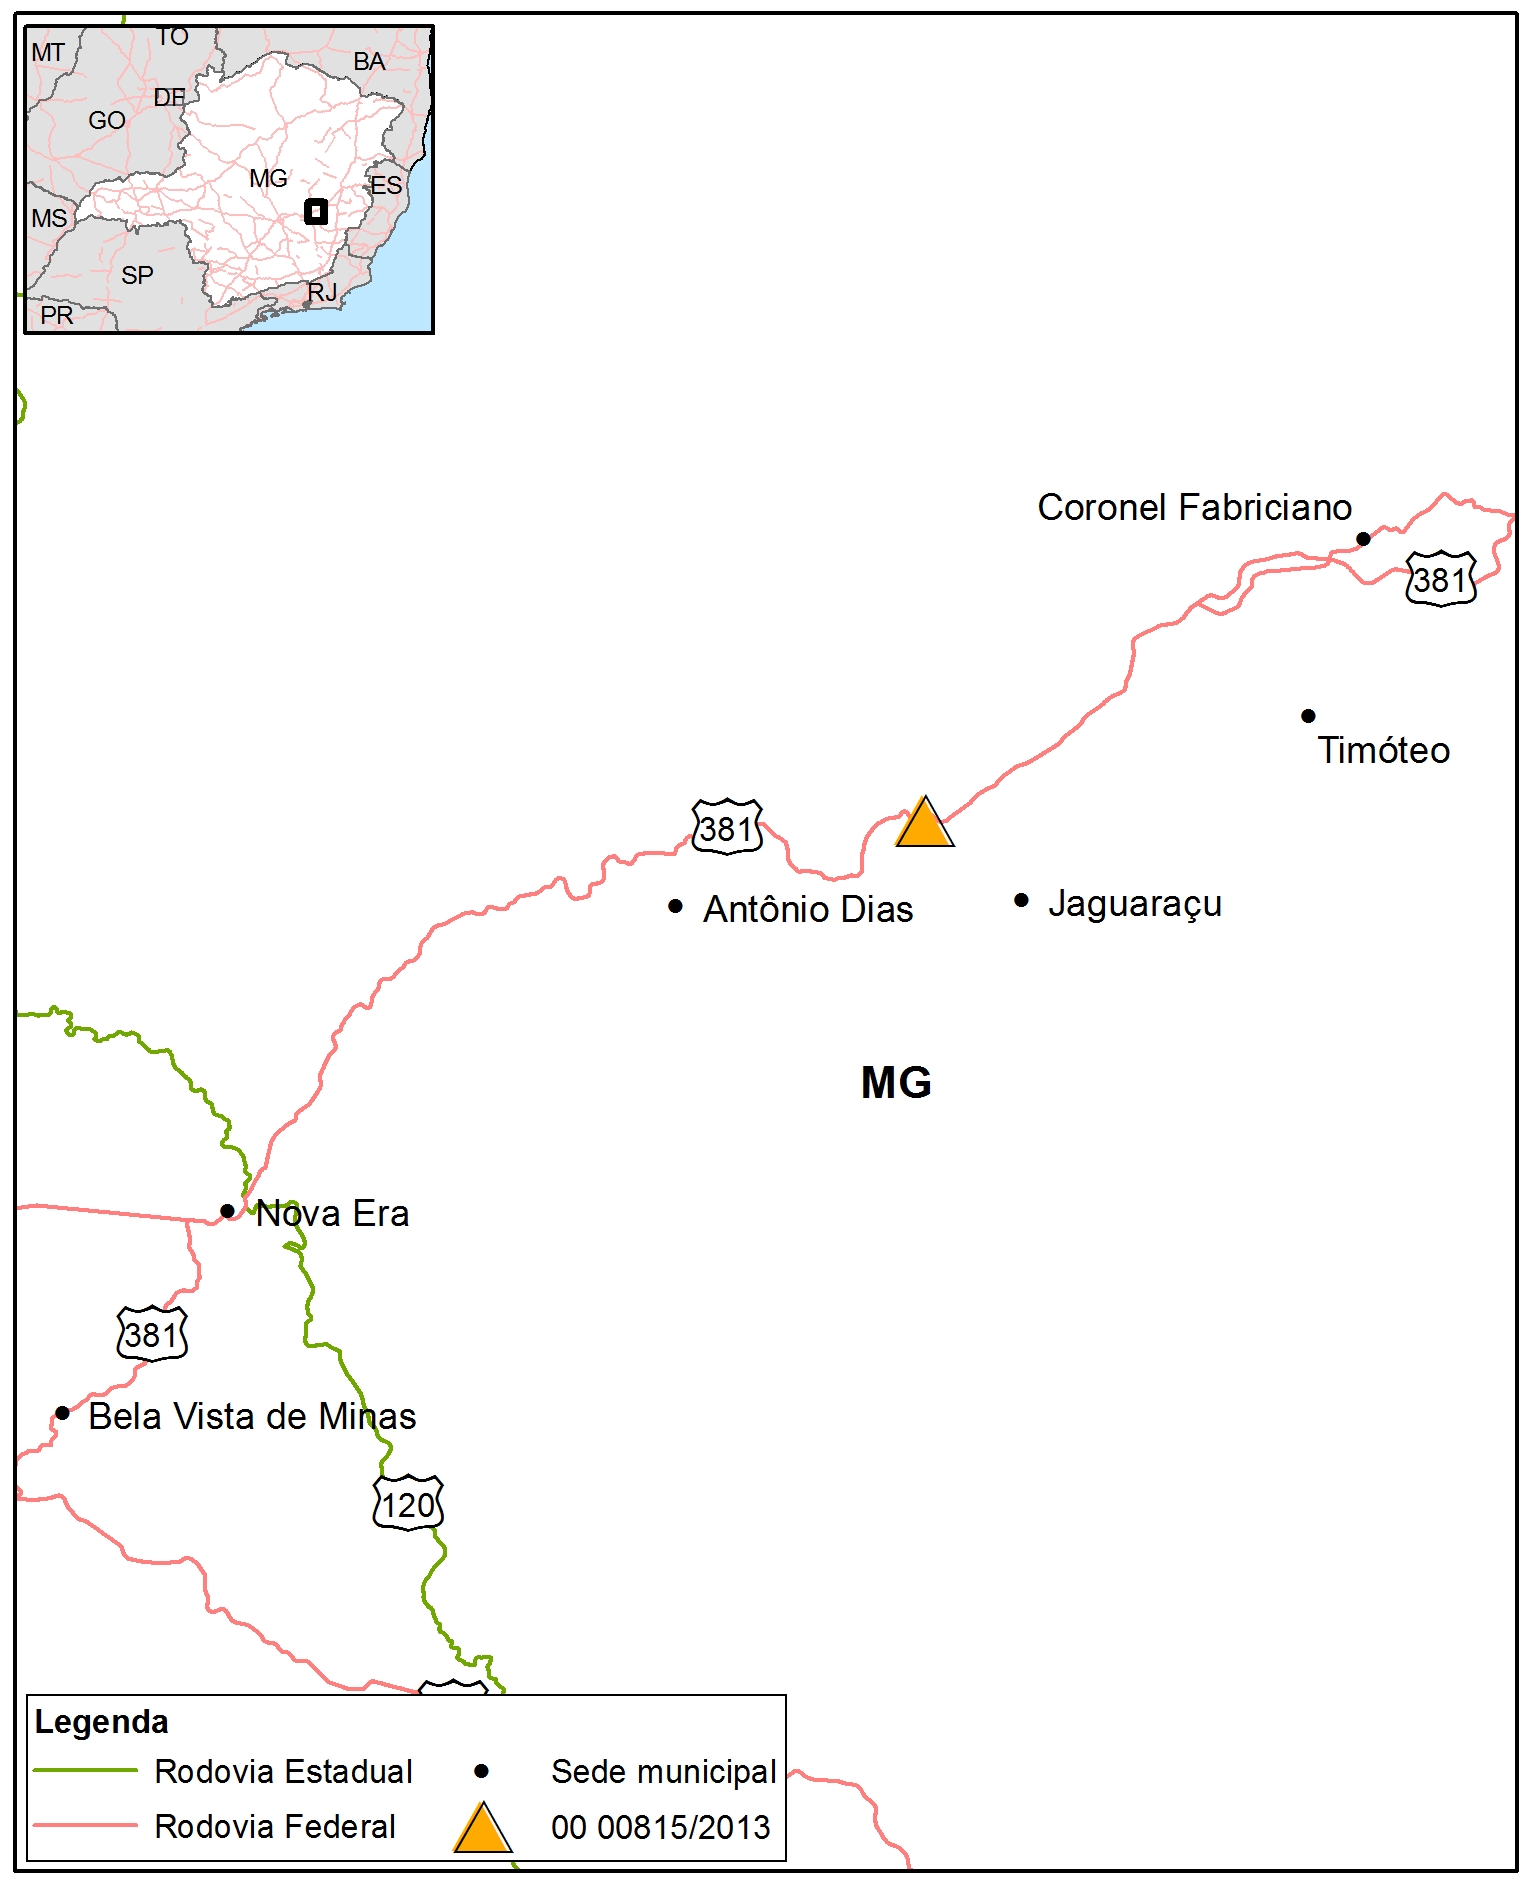 TO
MT
BA
DF
GO
MG
ES
MS
SP
RJ
PR
Coronel Fabriciano
381
Timóteo
381
Antônio Dias
Jaguaraçu
MG
Nova Era
381
Bela Vista de Minas
120
Legenda
Rodovia Estadual
Sede municipal
Rodovia Federal
00 00815/2013